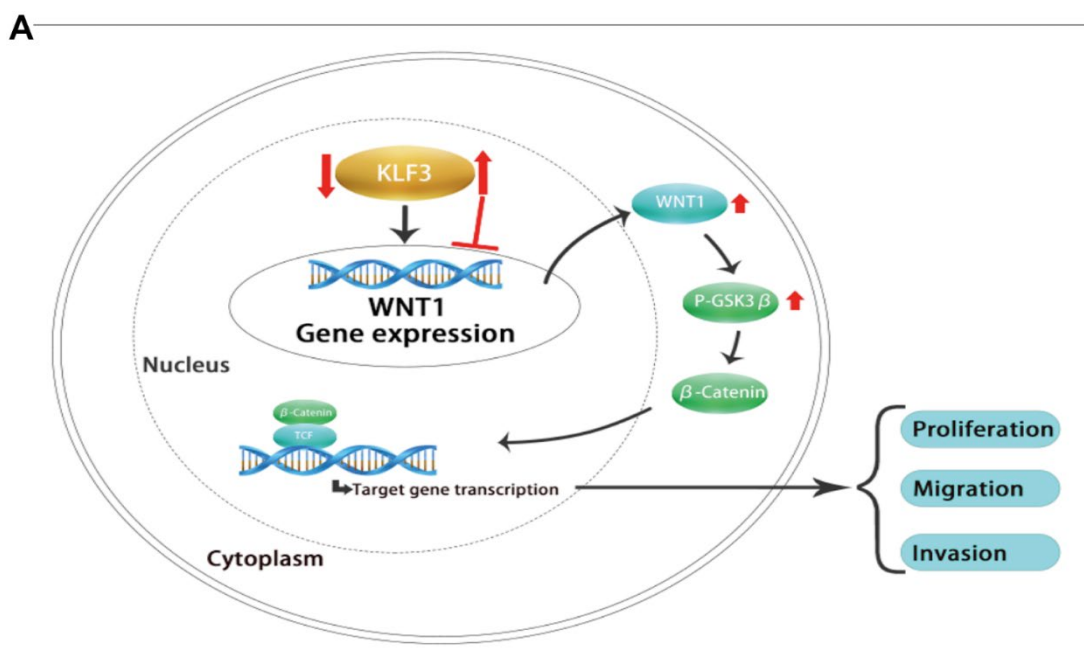 A
KLF3
WNT1
Gene expression
WNT1
P-GSK3 β
β-Catenin
Nucleus
β-Catenin
TCF
Target gene transcription
Cytoplasm
Proliferation
Migration
Invasion